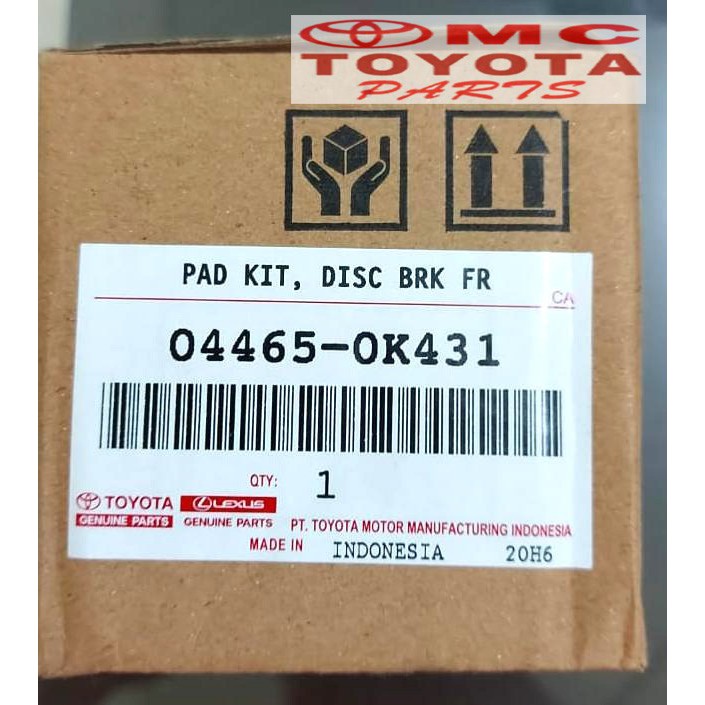 MC
TOYOTA
PARTS
PAD KIT, DISC BRK FR
CA
04465-0K431
QTY: 1
TOYOTA LEXUS
GENUINE PARTS GENUINE PARTS PT. TOYOTA MOTOR MANUFACTURING INDONESIA
MADE IN INDONESIA 20H6